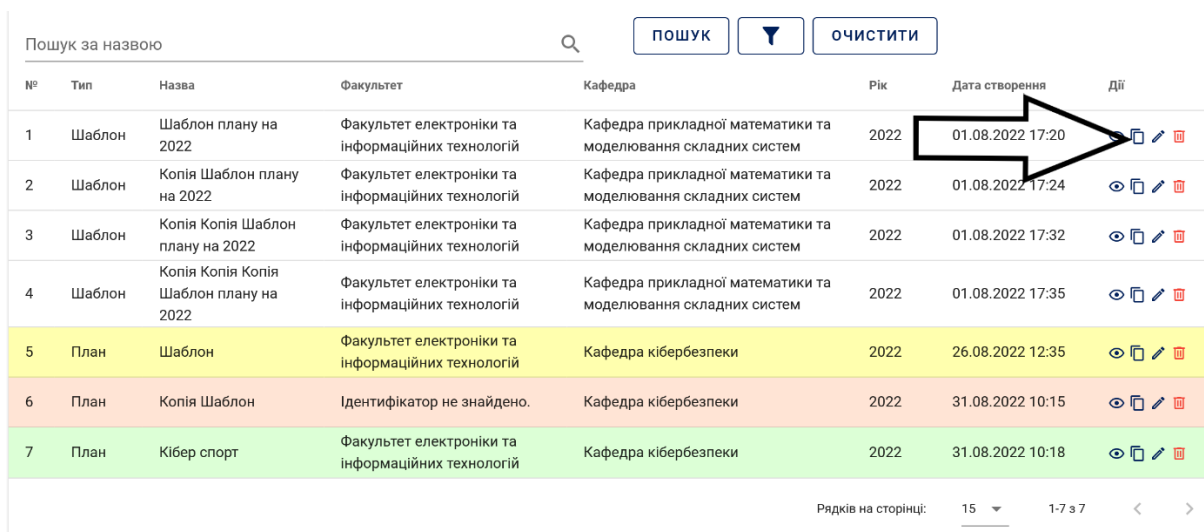 Пошук за назвою ПОШУК ОЧИСТИТИ
№ Тип Назва Факультет Кафедра Рік Дата створення Дії
1 Шаблон Шаблон плану на 2022 Факультет електроніки та інформаційних технологій Кафедра прикладної математики та моделювання складних систем 2022 01.08.2022 17:20
2 Шаблон Копія Шаблон плану на 2022 Факультет електроніки та інформаційних технологій Кафедра прикладної математики та моделювання складних систем 2022 01.08.2022 17:24
3 Шаблон Копія Копія Шаблон плану на 2022 Факультет електроніки та інформаційних технологій Кафедра прикладної математики та моделювання складних систем 2022 01.08.2022 17:32
4 Шаблон Копія Копія Копія Шаблон плану на 2022 Факультет електроніки та інформаційних технологій Кафедра прикладної математики та моделювання складних систем 2022 01.08.2022 17:35
5 План Шаблон Факультет електроніки та інформаційних технологій Кафедра кібербезпеки 2022 26.08.2022 12:35
6 План Копія Шаблон Ідентифікатор не знайдено. Кафедра кібербезпеки 2022 31.08.2022 10:15
7 План Кібер спорт Факультет електроніки та інформаційних технологій Кафедра кібербезпеки 2022 31.08.2022 10:18
Рядків на сторінці: 15 1-7 з 7